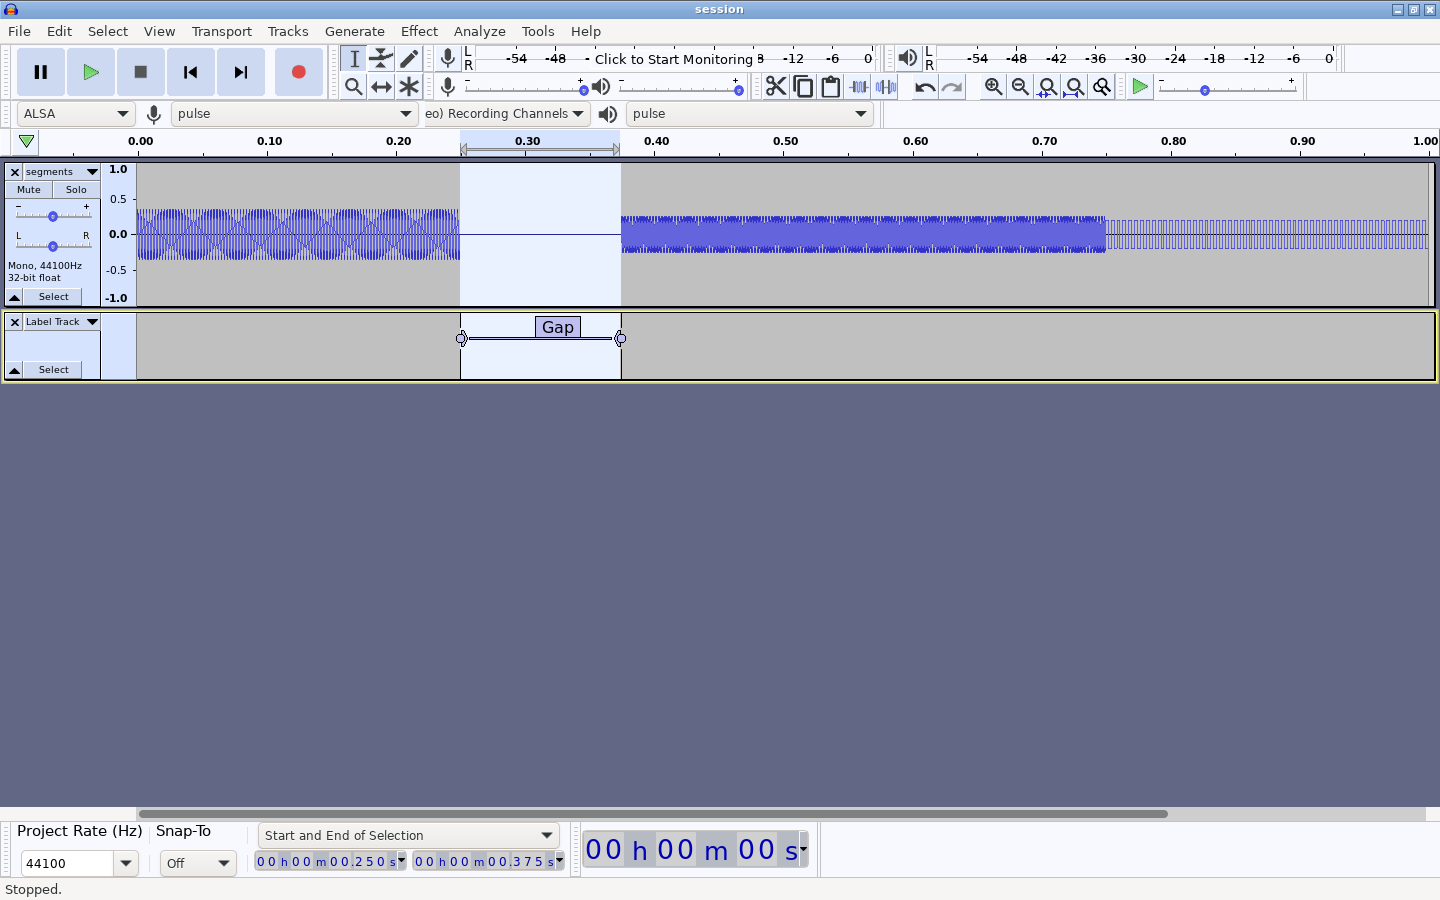 session
File Edit Select View Transport Tracks Generate Effect Analyze Tools Help
L R -54 -48 - Click to Start Monitoring -12 -6 0 L R -54 -48 -42 -36 -30 -24 -18 -12 -6 0
- + - + - +
ALSA pulse eo) Recording Channels pulse
0.00 0.10 0.20 0.30 0.40 0.50 0.60 0.70 0.80 0.90 1.00
segments
Mute Solo
- +
L R
Mono, 44100Hz
32-bit float
Select
1.0
0.5
0.0
-0.5
-1.0
Label Track
Select
Gap
Project Rate (Hz) Snap-To Start and End of Selection
44100 Off 00 h 00 m 00.250 s 00 h 00 m 00.375 s
00 h 00 m 00 s
Stopped.